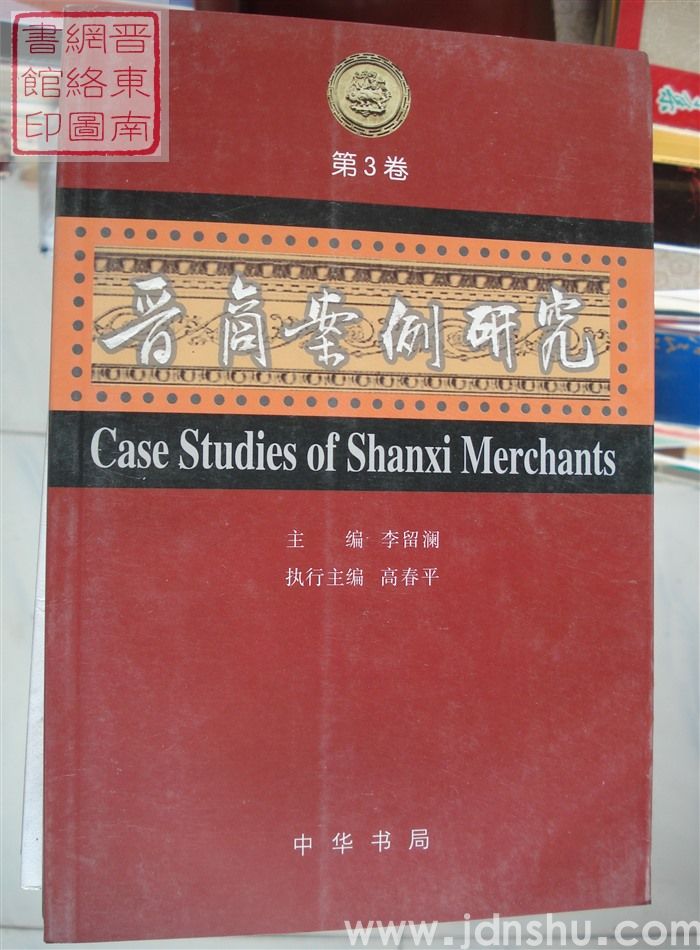 晋東南
網絡圖
書館印
第3卷
晋商案例研究
Case Studies of Shanxi Merchants
主 编 李留澜
执行主编 高春平
中华书局
www.jdnshu.com